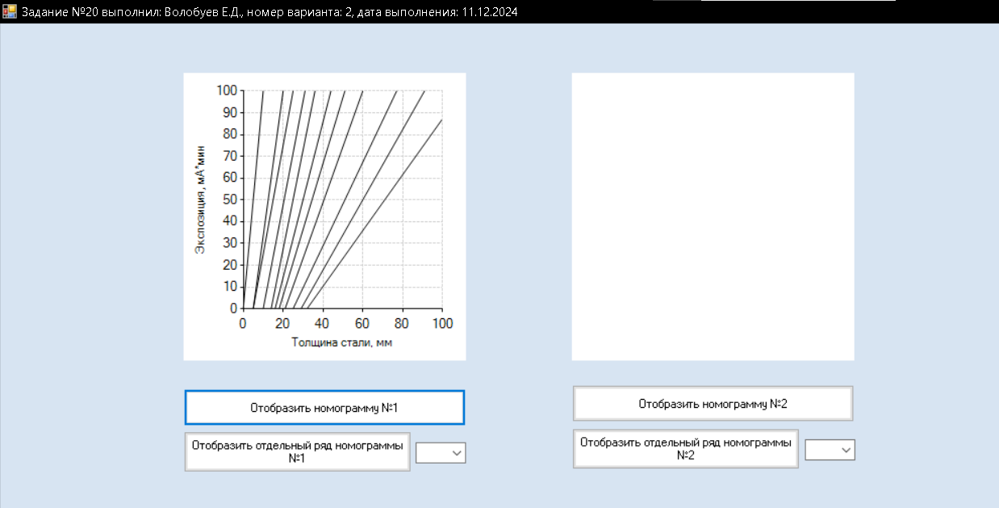 Задание №20 выполнил: Волобуев Е.Д., номер варианта: 2, дата выполнения: 11.12.2024
100
90
80
70
60
50
40
30
20
10
0
Экспозиция, мА*мин
0 20 40 60 80 100
Толщина стали, мм
Отобразить номограмму №1
Отобразить номограмму №2
Отобразить отдельный ряд номограммы
№1
Отобразить отдельный ряд номограммы
№2